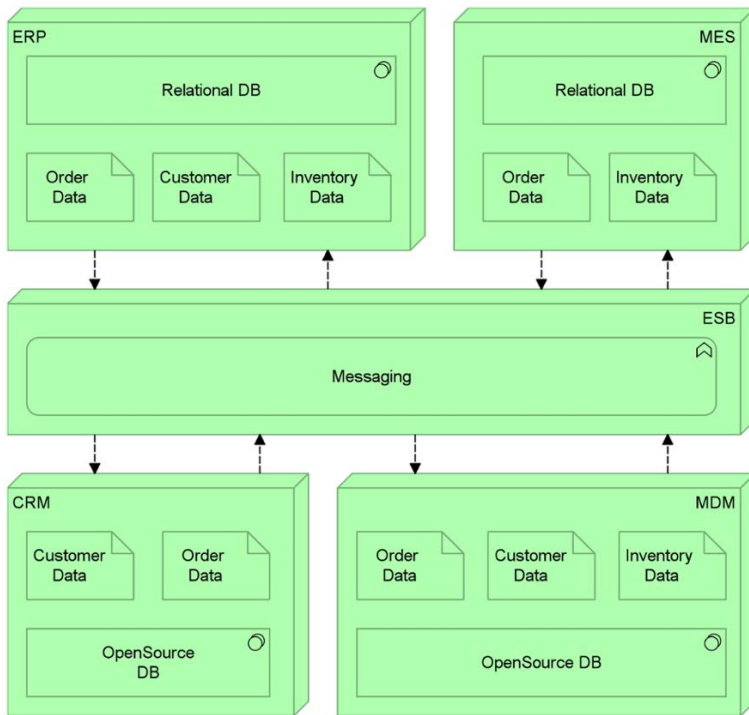 ERP
Relational DB
Order
Data
Customer
Data
Inventory
Data
MES
Relational DB
Order
Data
Inventory
Data
ESB
Messaging
CRM
Customer
Data
Order
Data
OpenSource
DB
MDM
Order
Data
Customer
Data
Inventory
Data
OpenSource DB